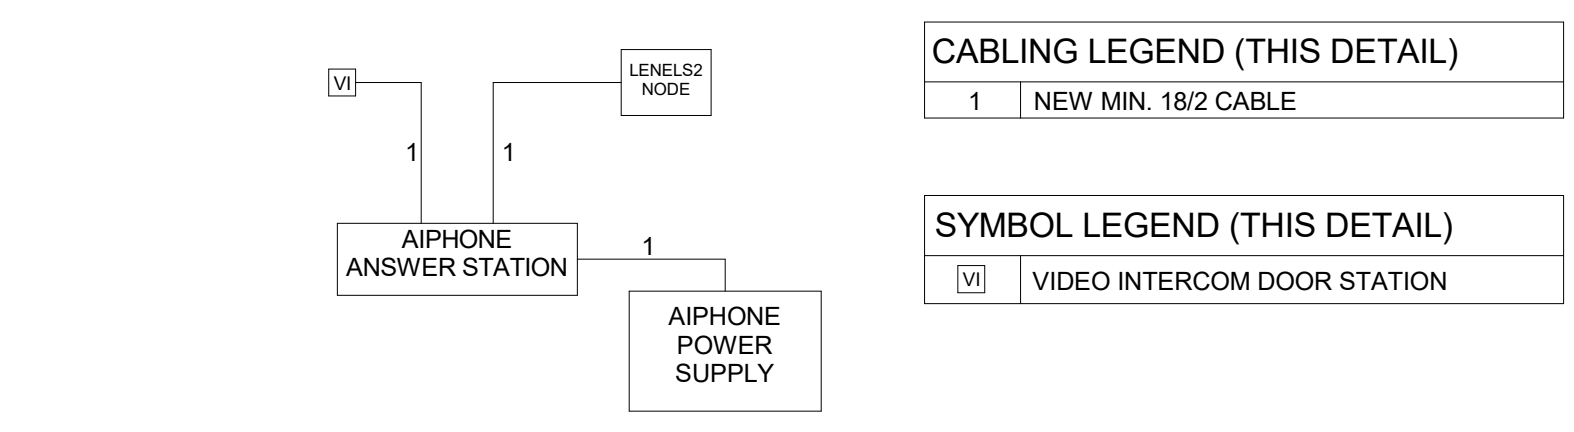 VI
LENELS2
NODE
1
1
AIPHONE
ANSWER STATION
1
AIPHONE
POWER
SUPPLY
CABLING LEGEND (THIS DETAIL)
1 NEW MIN. 18/2 CABLE
SYMBOL LEGEND (THIS DETAIL)
VI VIDEO INTERCOM DOOR STATION